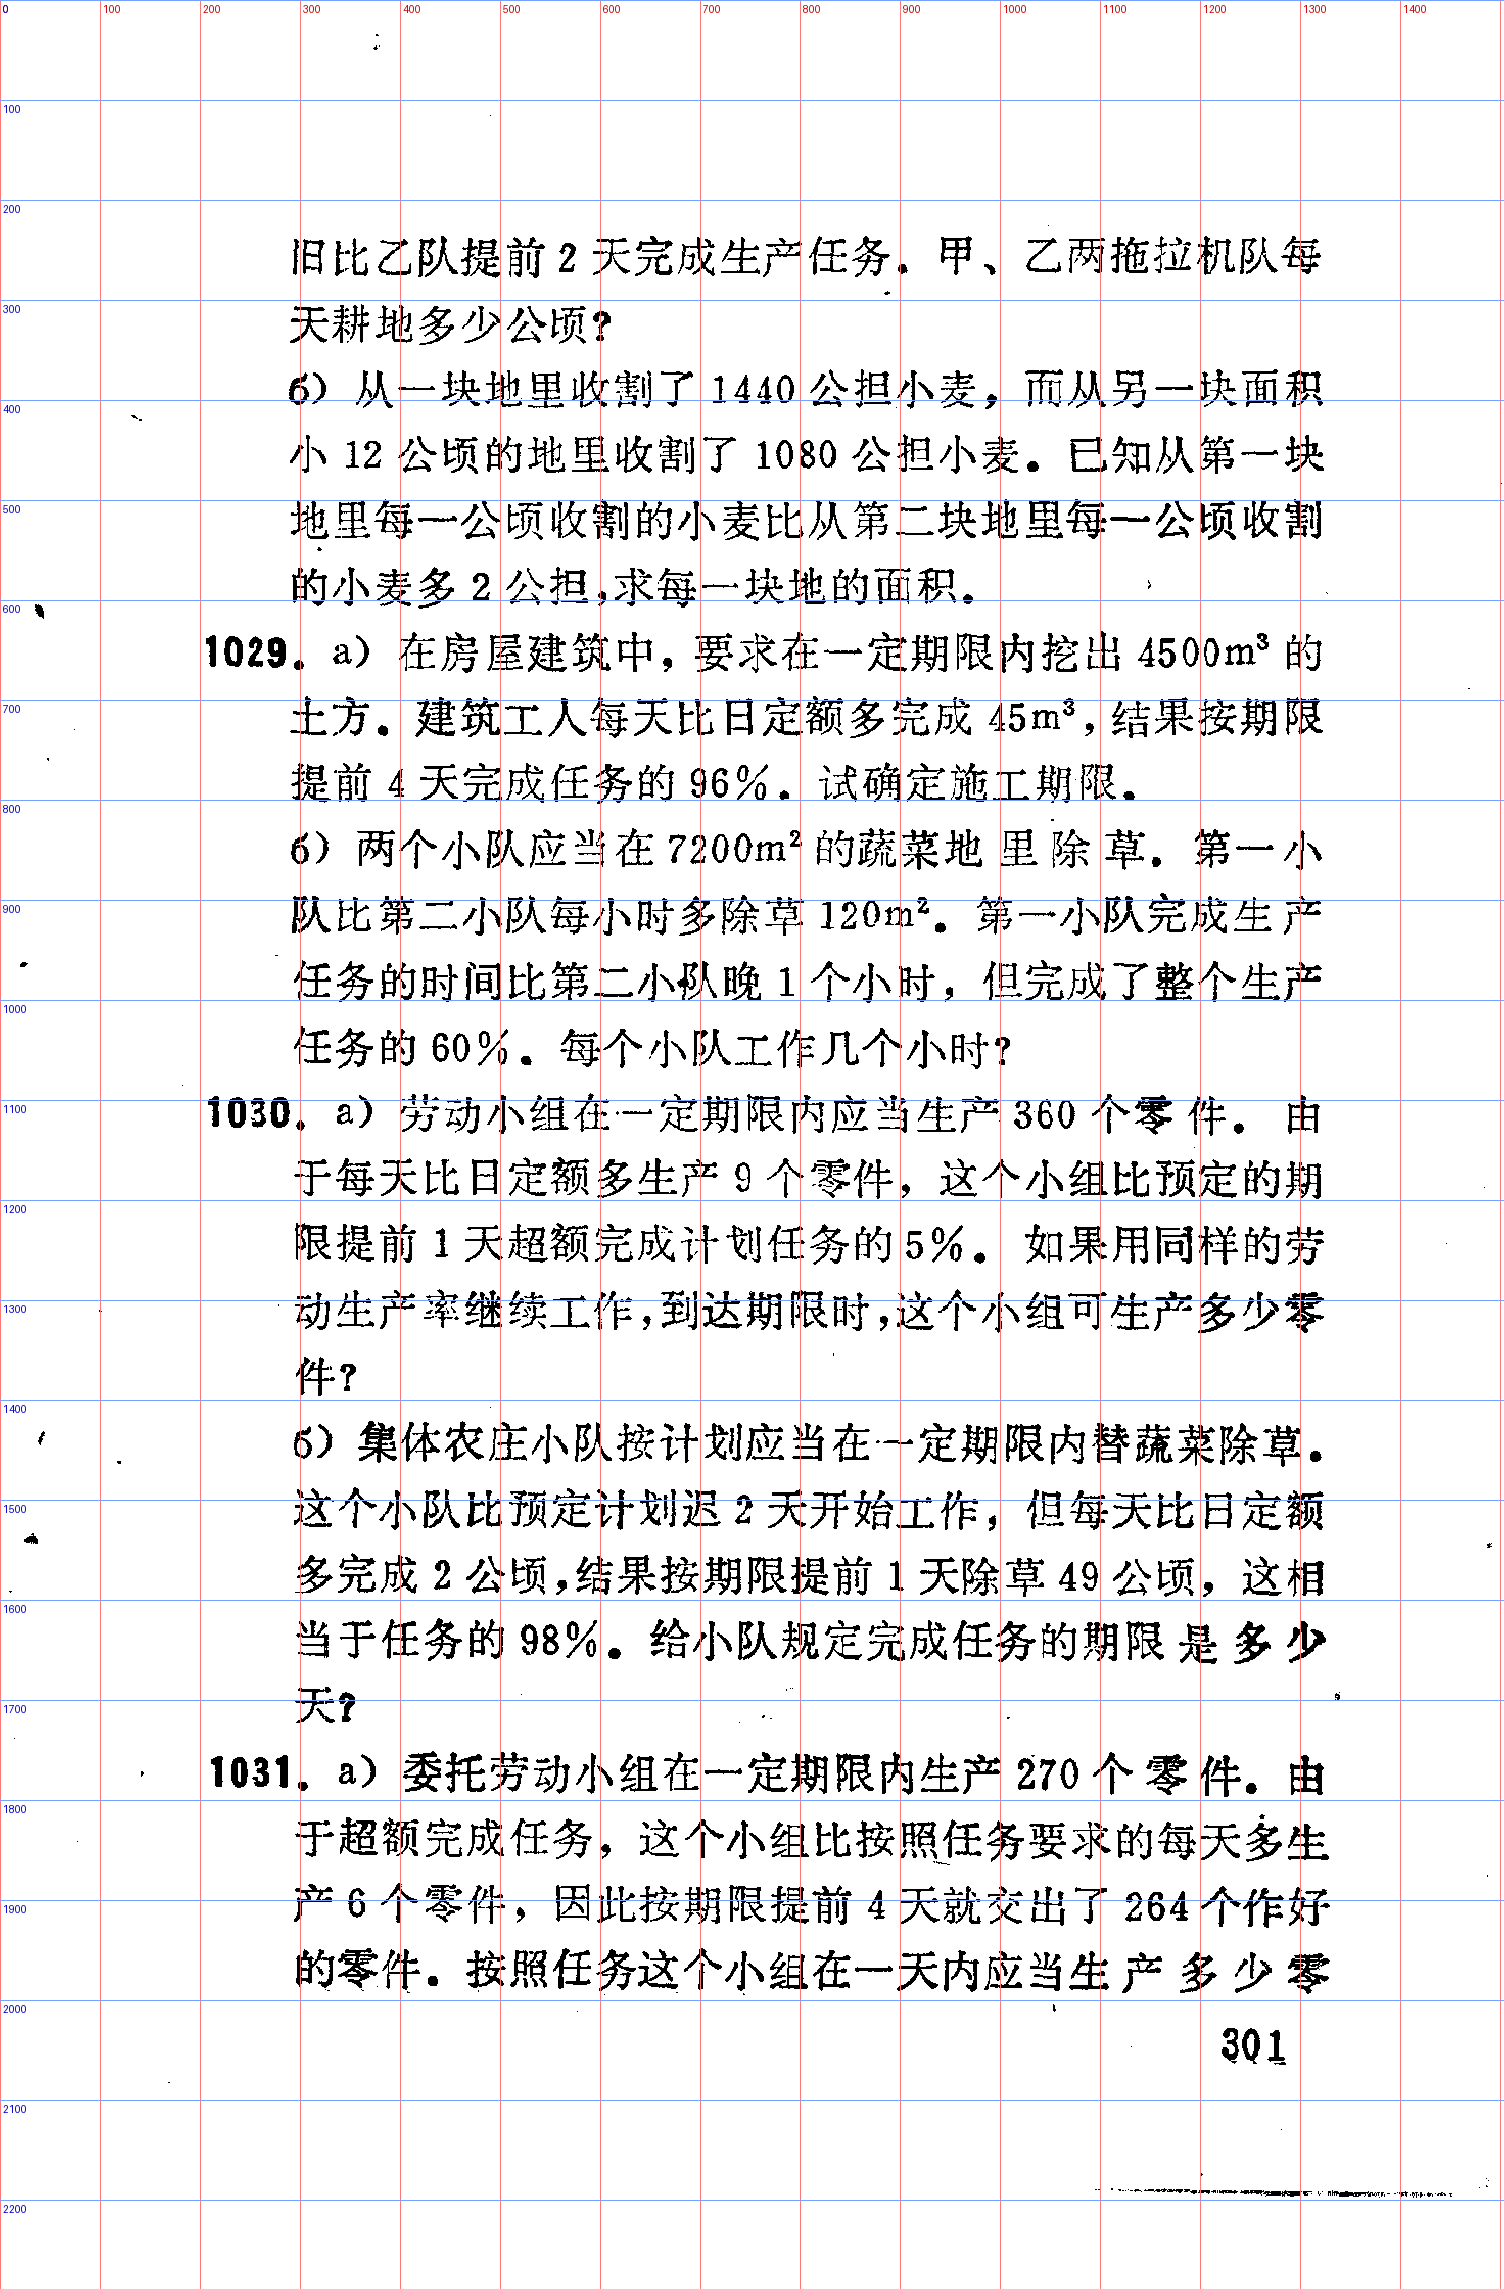 旧比乙队提前 2 天完成生产任务. 甲、乙两拖拉机队每
天耕地多少公顷?
б) 从一块地里收割了 1440 公担小麦, 而从另一块面积
小 12 公顷的地里收割了 1080 公担小麦. 已知从第一块
地里每一公顷收割的小麦比从第二块地里每一公顷收割
的小麦多 2 公担,求每一块地的面积.
1029. a) 在房屋建筑中, 要求在一定期限内挖出 4500m³ 的
土方. 建筑工人每天比日定额多完成 45m³, 结果按期限
提前 4 天完成任务的 96%. 试确定施工期限.
б) 两个小队应当在 7200m² 的蔬菜地里除草. 第一小
队比第二小队每小时多除草 120m². 第一小队完成生产
任务的时间比第二小队晚 1 个小时, 但完成了整个生产
任务的 60%. 每个小队工作几个小时?
1030. a) 劳动小组在一定期限内应当生产 360 个零件. 由
于每天比日定额多生产 9 个零件, 这个小组比预定的期
限提前 1 天超额完成计划任务的 5%. 如果用同样的劳
动生产率继续工作,到达期限时,这个小组可生产多少零
件?
б) 集体农庄小队按计划应当在一定期限内替蔬菜除草.
这个小队比预定计划迟 2 天开始工作, 但每天比日定额
多完成 2 公顷,结果按期限提前 1 天除草 49 公顷, 这相
当于任务的 98%. 给小队规定完成任务的期限是多少
天?
1031. a) 委托劳动小组在一定期限内生产 270 个零件. 由
于超额完成任务, 这个小组比按照任务要求的每天多生
产 6 个零件, 因此按期限提前 4 天就交出了 264 个作好
的零件. 按照任务这个小组在一天内应当生产多少零
301